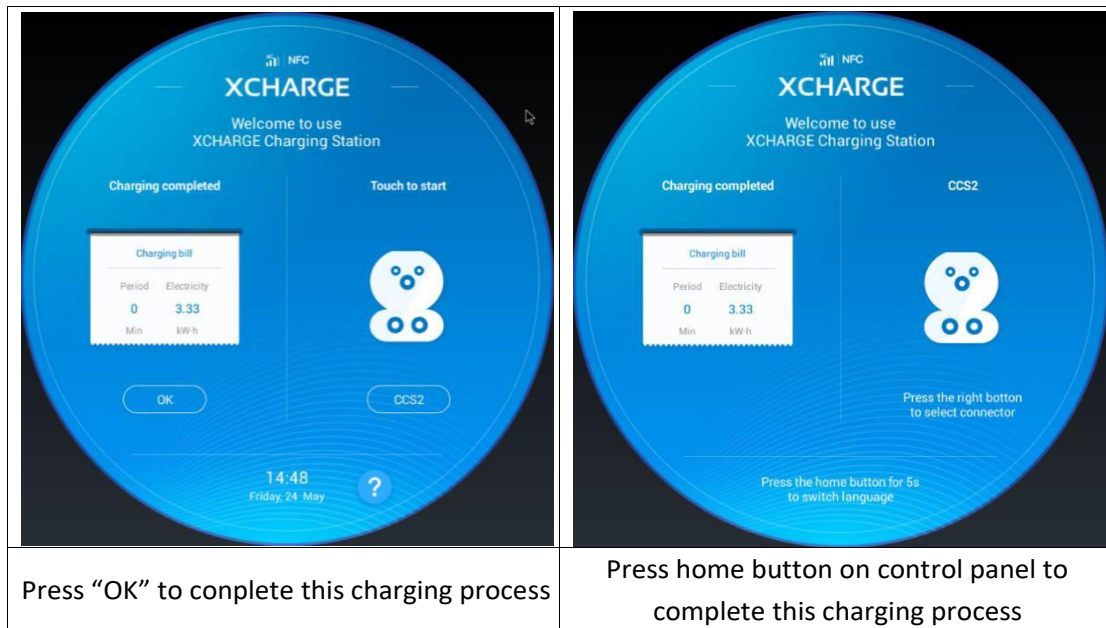 NFC
XCHARGE
Welcome to use
XCHARGE Charging Station
Charging completed
Touch to start
Charging bill
Period Electricity
0 3.33
Min kW·h
OK
CCS2
14:48
Friday, 24 May
?
Press “OK” to conplete this charging process
NFC
XCHARGE
Welcome to use
XCHARGE Charging Station
Charging completed
CCS2
Charging bill
Period Electricity
0 3.33
Min kW·h
Press the right botton
to select connector
Press the home button for 5s
to switch language
Press home button on control panel to
complete this charging process